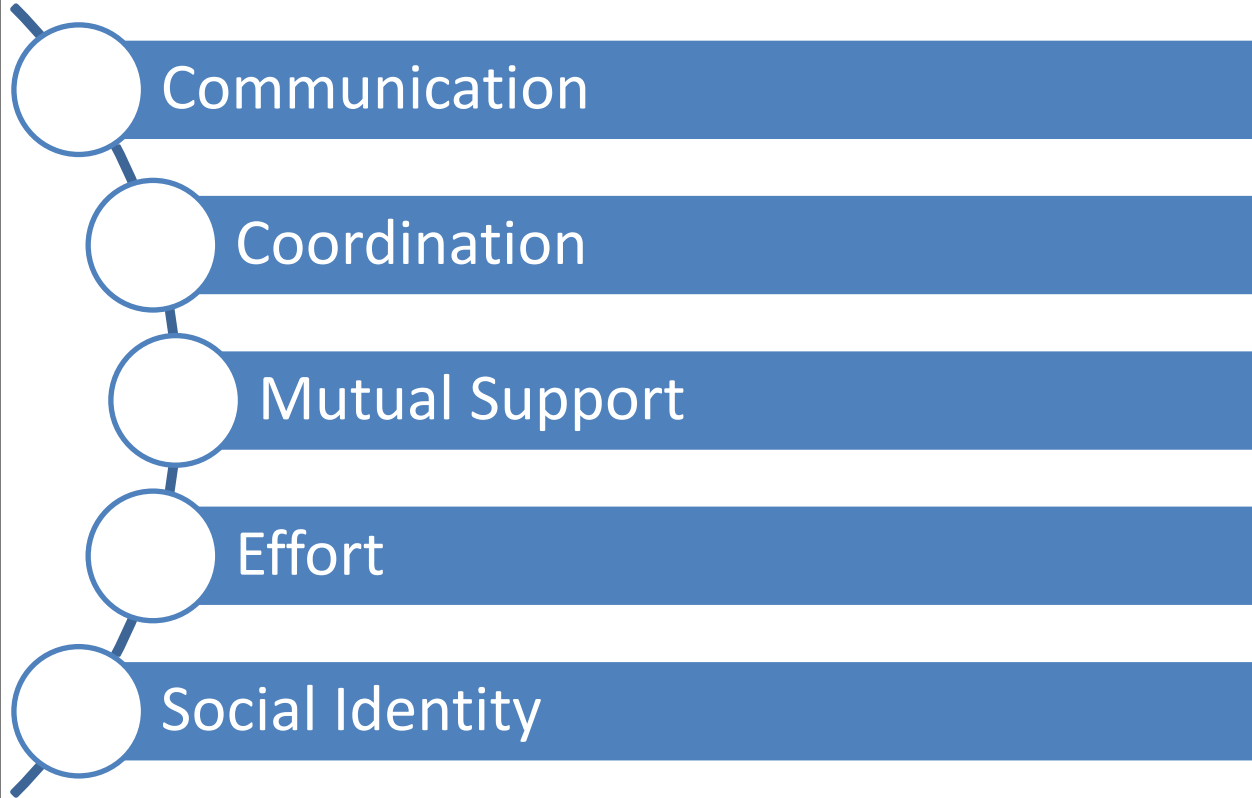 Communication
Coordination
Mutual Support
Effort
Social Identity